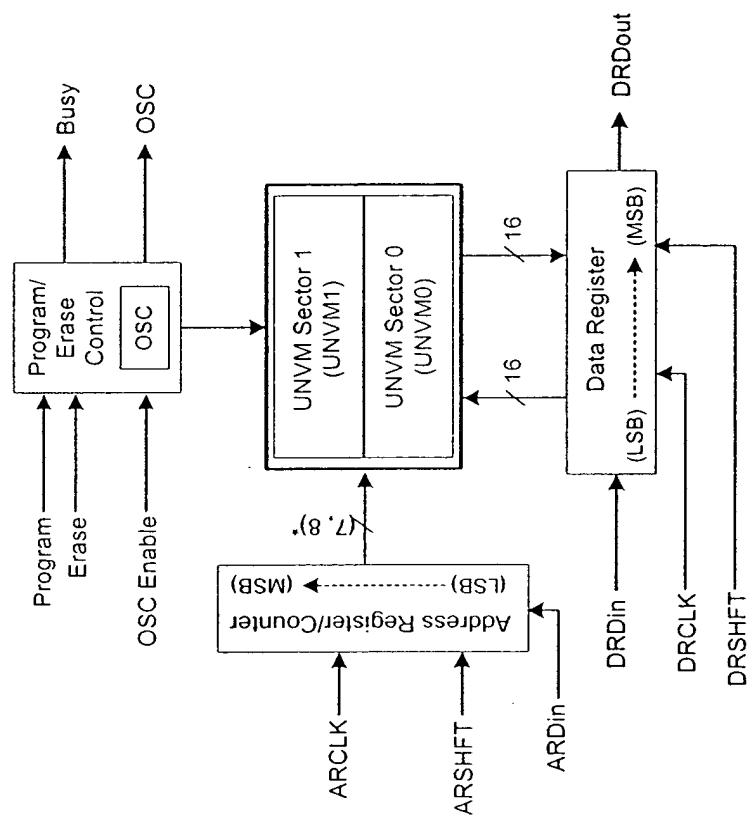 Program
Erase
OSC Enable
Program/
Erase
Control
OSC
Busy
OSC
ARCLK
ARSHFT
ARDin
Address Register/Counter
(LSB)
(MSB)
(7, 8)*
UNVM Sector 1
(UNVM1)
UNVM Sector 0
(UNVM0)
16
16
Data Register
(LSB)
(MSB)
DRDin
DRCLK
DRSHFT
DRDout